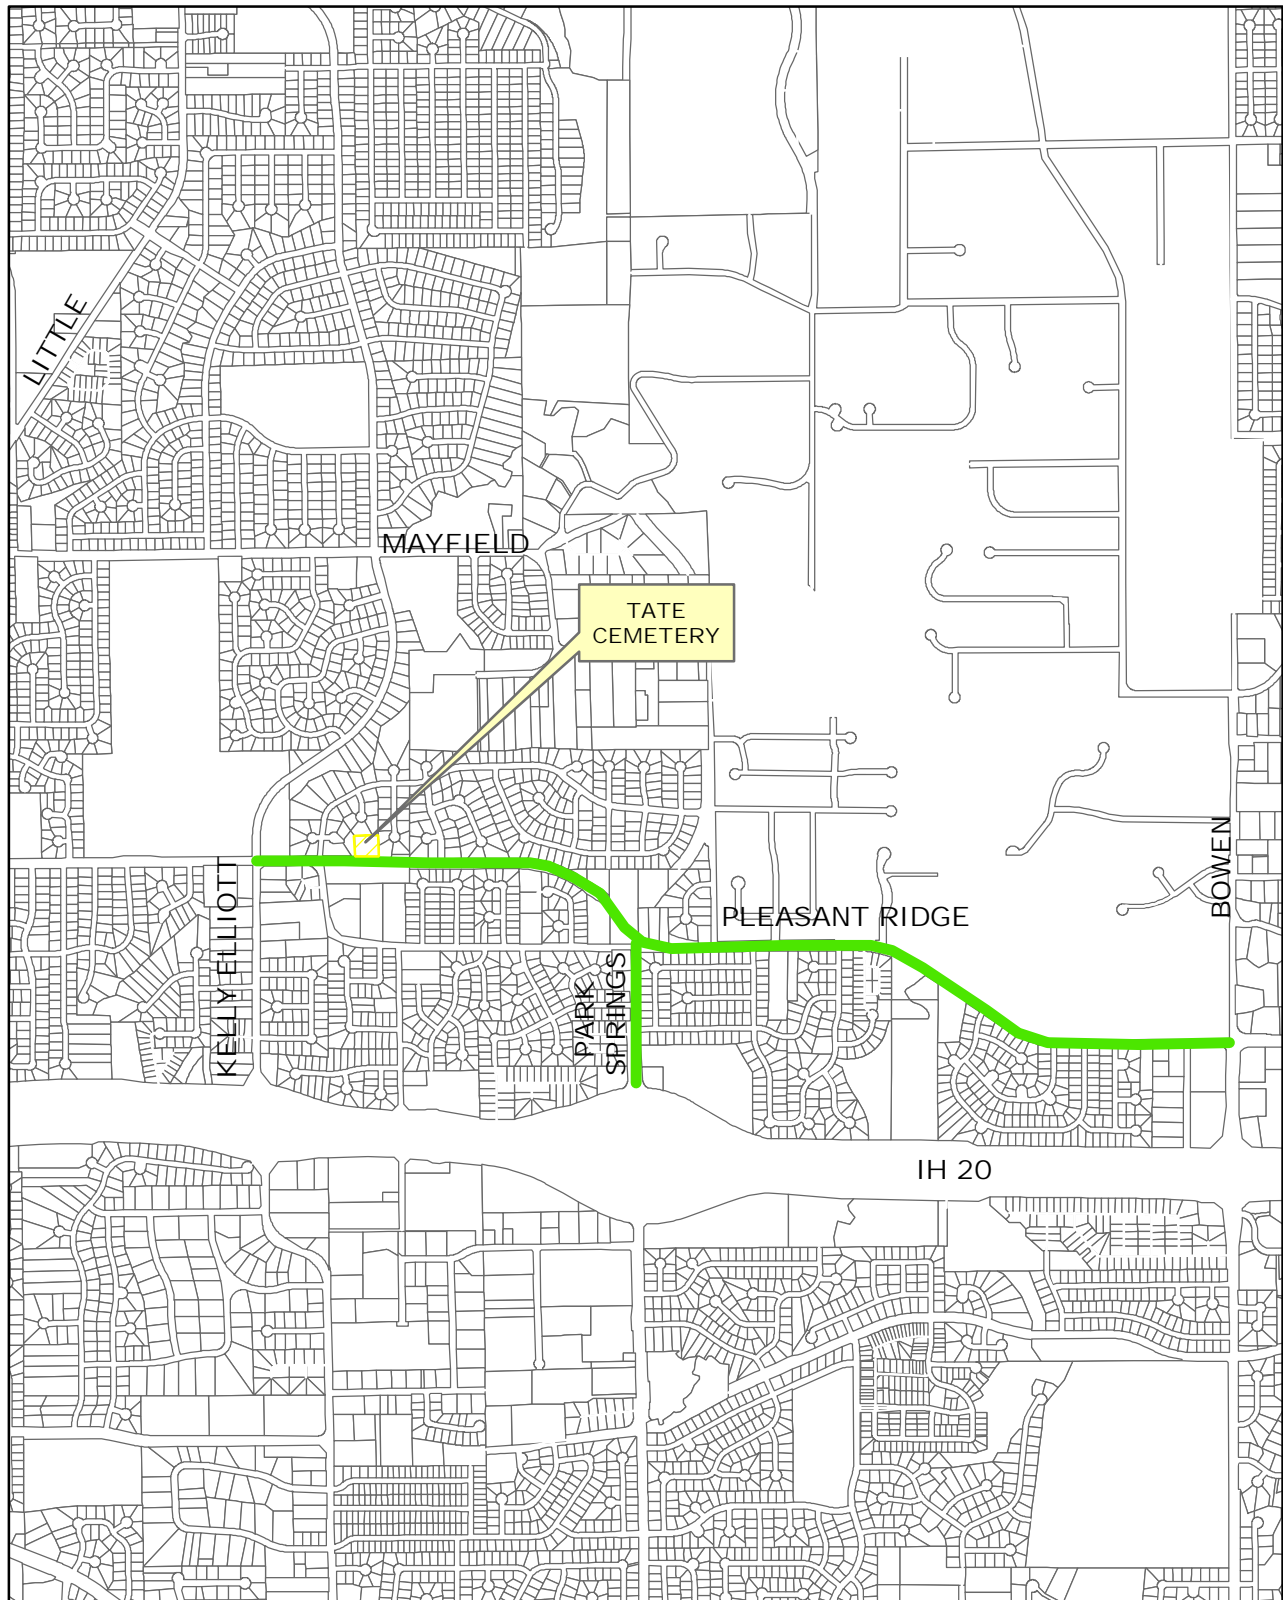 LITTLE
MAYFIELD
TATE
CEMETERY
KELLY ELLIOTT
PLEASANT RIDGE
BOWEN
PARK
SPRINGS
IH 20